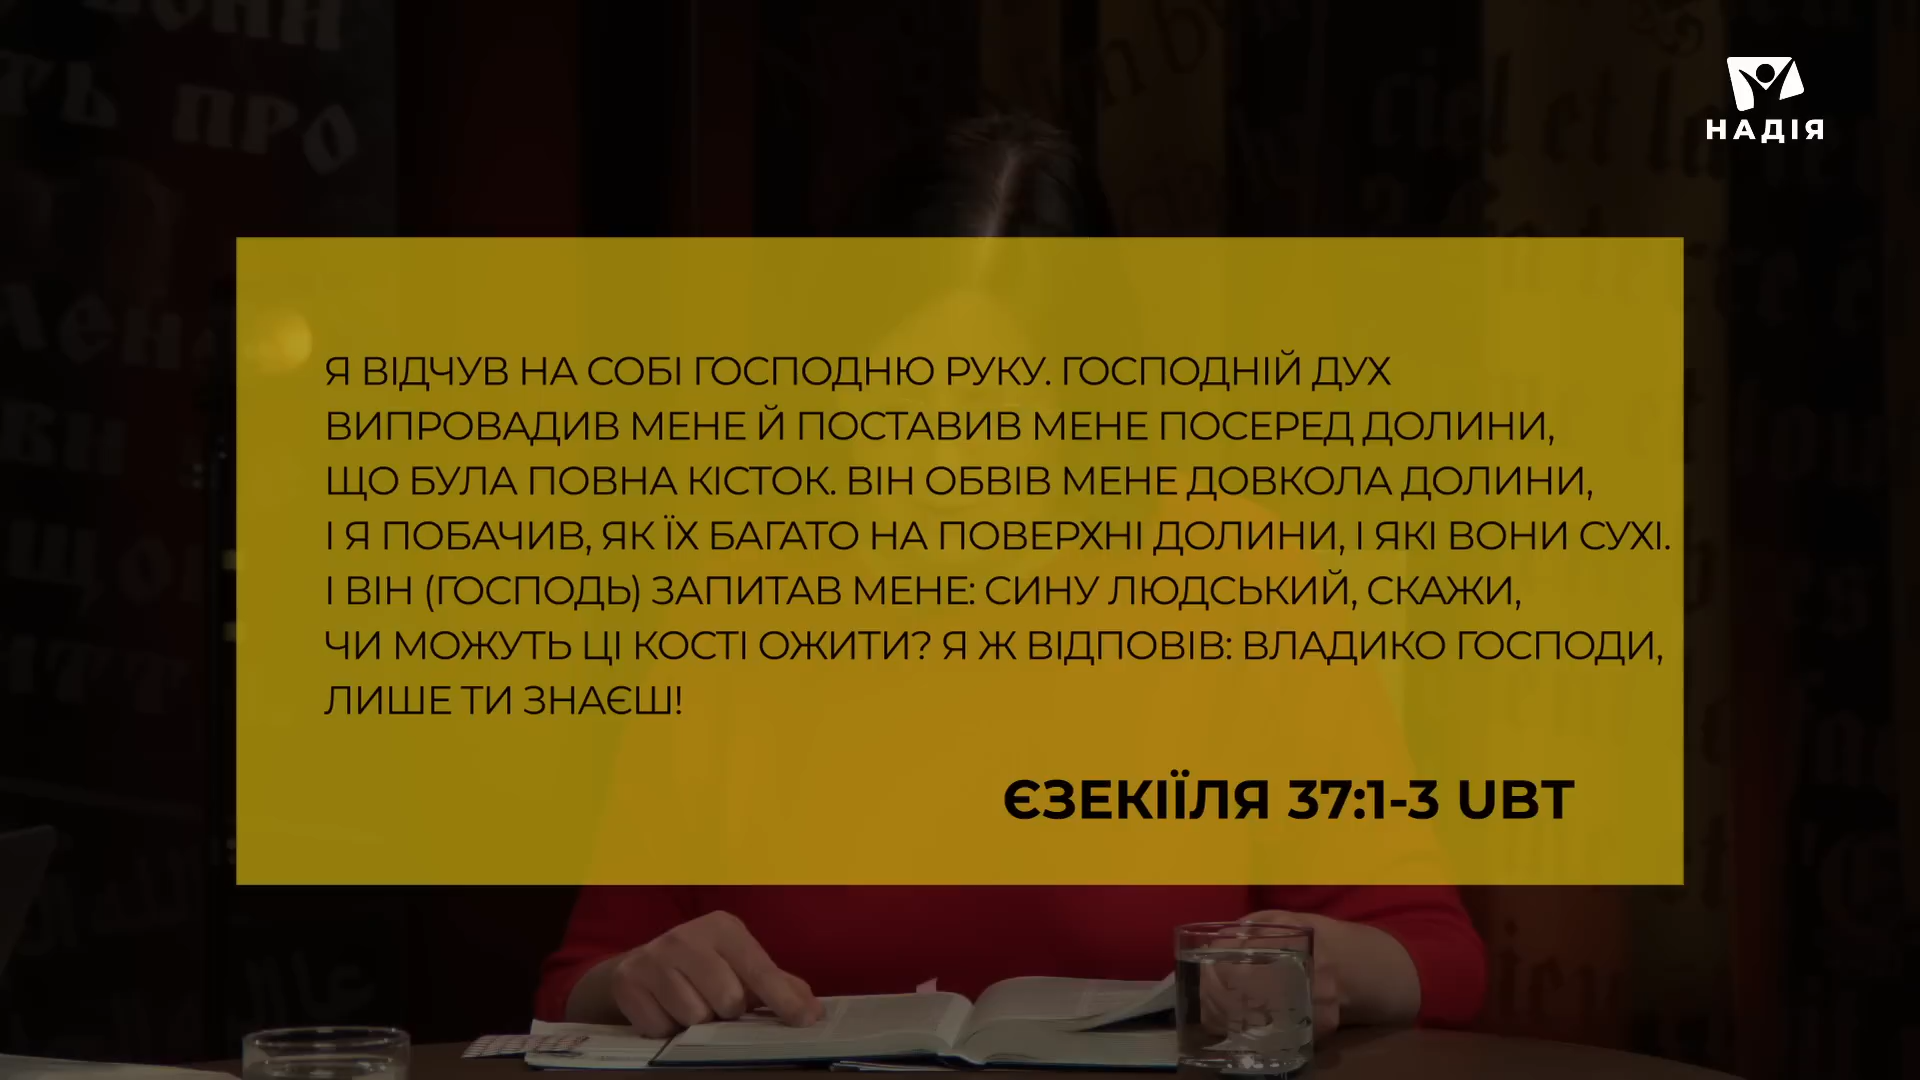 НАДІЯ
Я ВІДЧУВ НА СОБІ ГОСПОДНЮ РУКУ. ГОСПОДНІЙ ДУХ
ВИПРОВАДИВ МЕНЕ Й ПОСТАВИВ МЕНЕ ПОСЕРЕД ДОЛИНИ,
ЩО БУЛА ПОВНА КІСТОК. ВІН ОБВІВ МЕНЕ ДОВКОЛА ДОЛИНИ,
І Я ПОБАЧИВ, ЯК ЇХ БАГАТО НА ПОВЕРХНІ ДОЛИНИ, І ЯКІ ВОНИ СУХІ.
І ВІН (ГОСПОДЬ) ЗАПИТАВ МЕНЕ: СИНУ ЛЮДСЬКИЙ, СКАЖИ,
ЧИ МОЖУТЬ ЦІ КОСТІ ОЖИТИ? Я Ж ВІДПОВІВ: ВЛАДИКО ГОСПОДИ,
ЛИШЕ ТИ ЗНАЄШ!
ЄЗЕКІЇЛЯ 37:1-3 UBT
ПРО